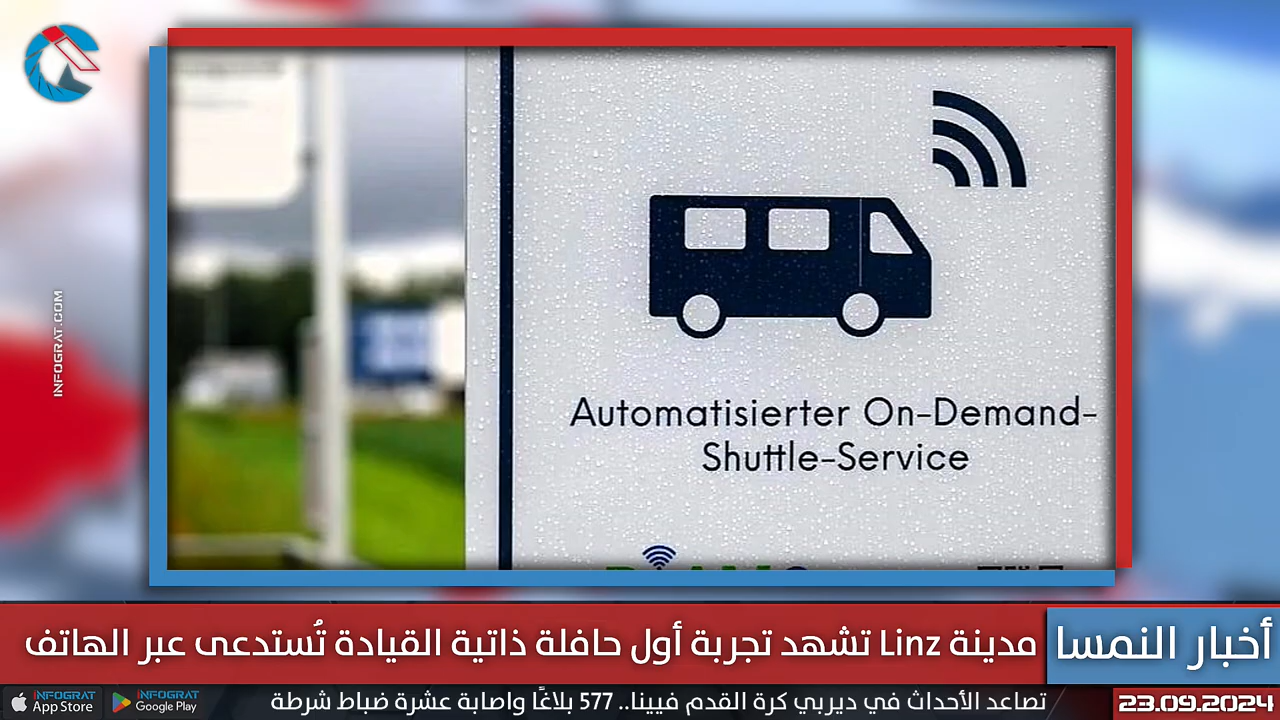 INFOGRAT.COM
Automatisierter On-Demand-
Shuttle-Service
أخبار النمسا
مدينة Linz تشهد تجربة أول حافلة ذاتية القيادة تُستدعى عبر الهاتف
23.09.2024
تصاعد الأحداث في ديربي كرة القدم فيينا.. 577 بلاغًا واصابة عشرة ضباط شرطة
INFOGRAT
Google Play
INFOGRAT
App Store